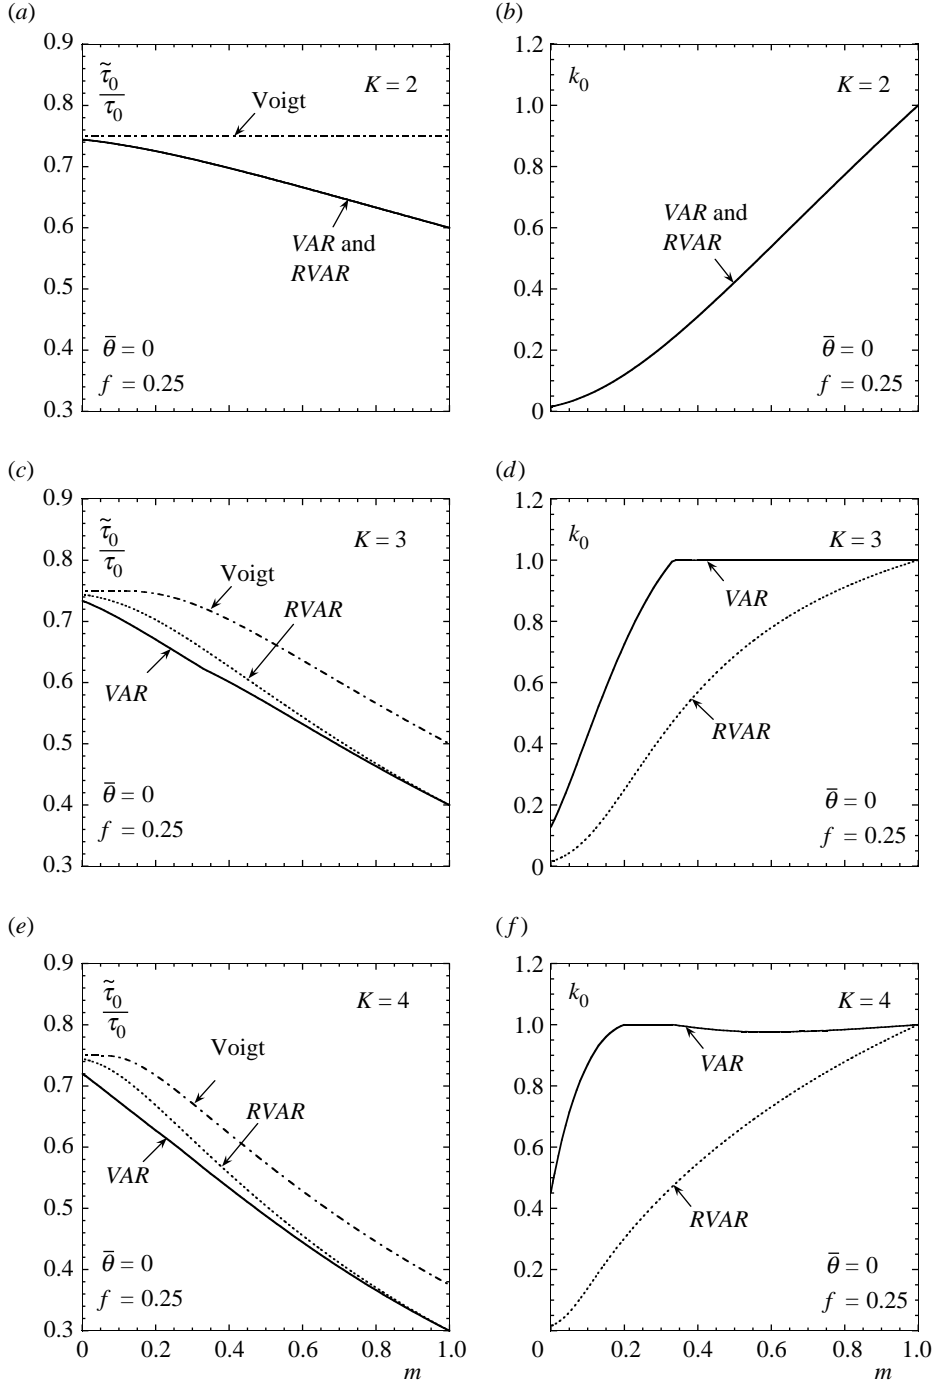 (a)
0.9
0.8
0.7
0.6
0.5
0.4
0.3
τ̃₀
τ₀
K = 2
Voigt
VAR and
RVAR
θ̄ = 0
f = 0.25
(b)
1.2
1.0
0.8
0.6
0.4
0.2
0
k₀
K = 2
VAR and
RVAR
θ̄ = 0
f = 0.25
(c)
0.9
0.8
0.7
0.6
0.5
0.4
0.3
τ̃₀
τ₀
K = 3
Voigt
RVAR
VAR
θ̄ = 0
f = 0.25
(d)
1.2
1.0
0.8
0.6
0.4
0.2
0
k₀
K = 3
VAR
RVAR
θ̄ = 0
f = 0.25
(e)
0.9
0.8
0.7
0.6
0.5
0.4
0.3
τ̃₀
τ₀
K = 4
Voigt
RVAR
VAR
θ̄ = 0
f = 0.25
0 0.2 0.4 0.6 0.8 1.0
m
(f)
1.2
1.0
0.8
0.6
0.4
0.2
k₀
K = 4
VAR
RVAR
θ̄ = 0
f = 0.25
0 0.2 0.4 0.6 0.8 1.0
m